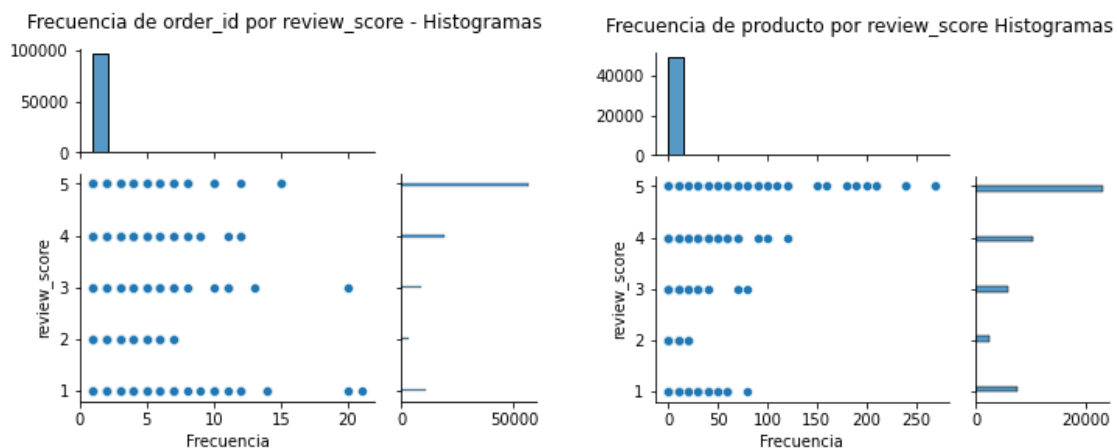 Frecuencia de order_id por review_score - Histogramas
100000
50000
0
5
4
3
2
1
review_score
0 5 10 15 20
Frecuencia
0 50000
Frecuencia de producto por review_score Histogramas
40000
20000
0
5
4
3
2
1
review_score
0 50 100 150 200 250
Frecuencia
0 20000